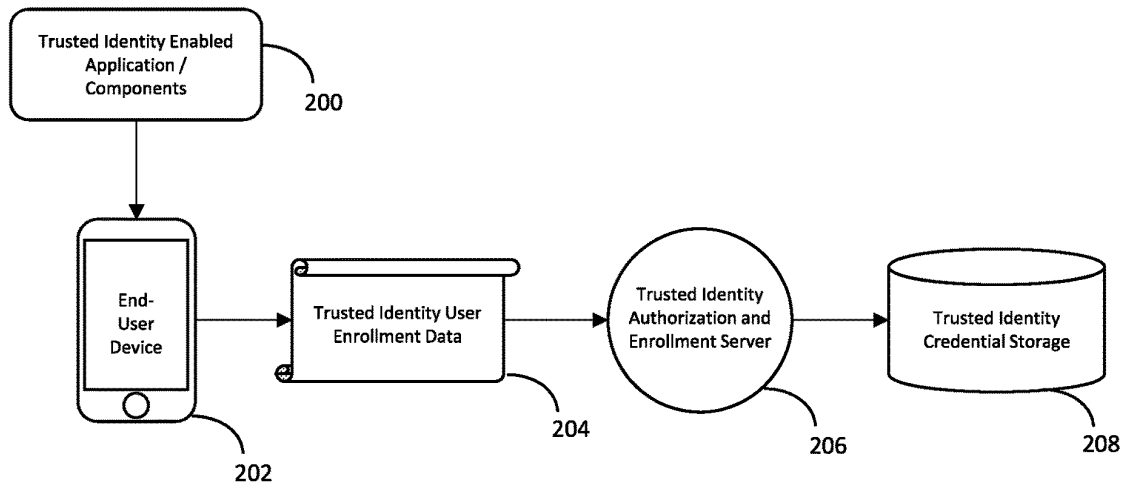 Trusted Identity Enabled
Application /
Components
200
End-
User
Device
202
Trusted Identity User
Enrollment Data
204
Trusted Identity
Authorization and
Enrollment Server
206
Trusted Identity
Credential Storage
208